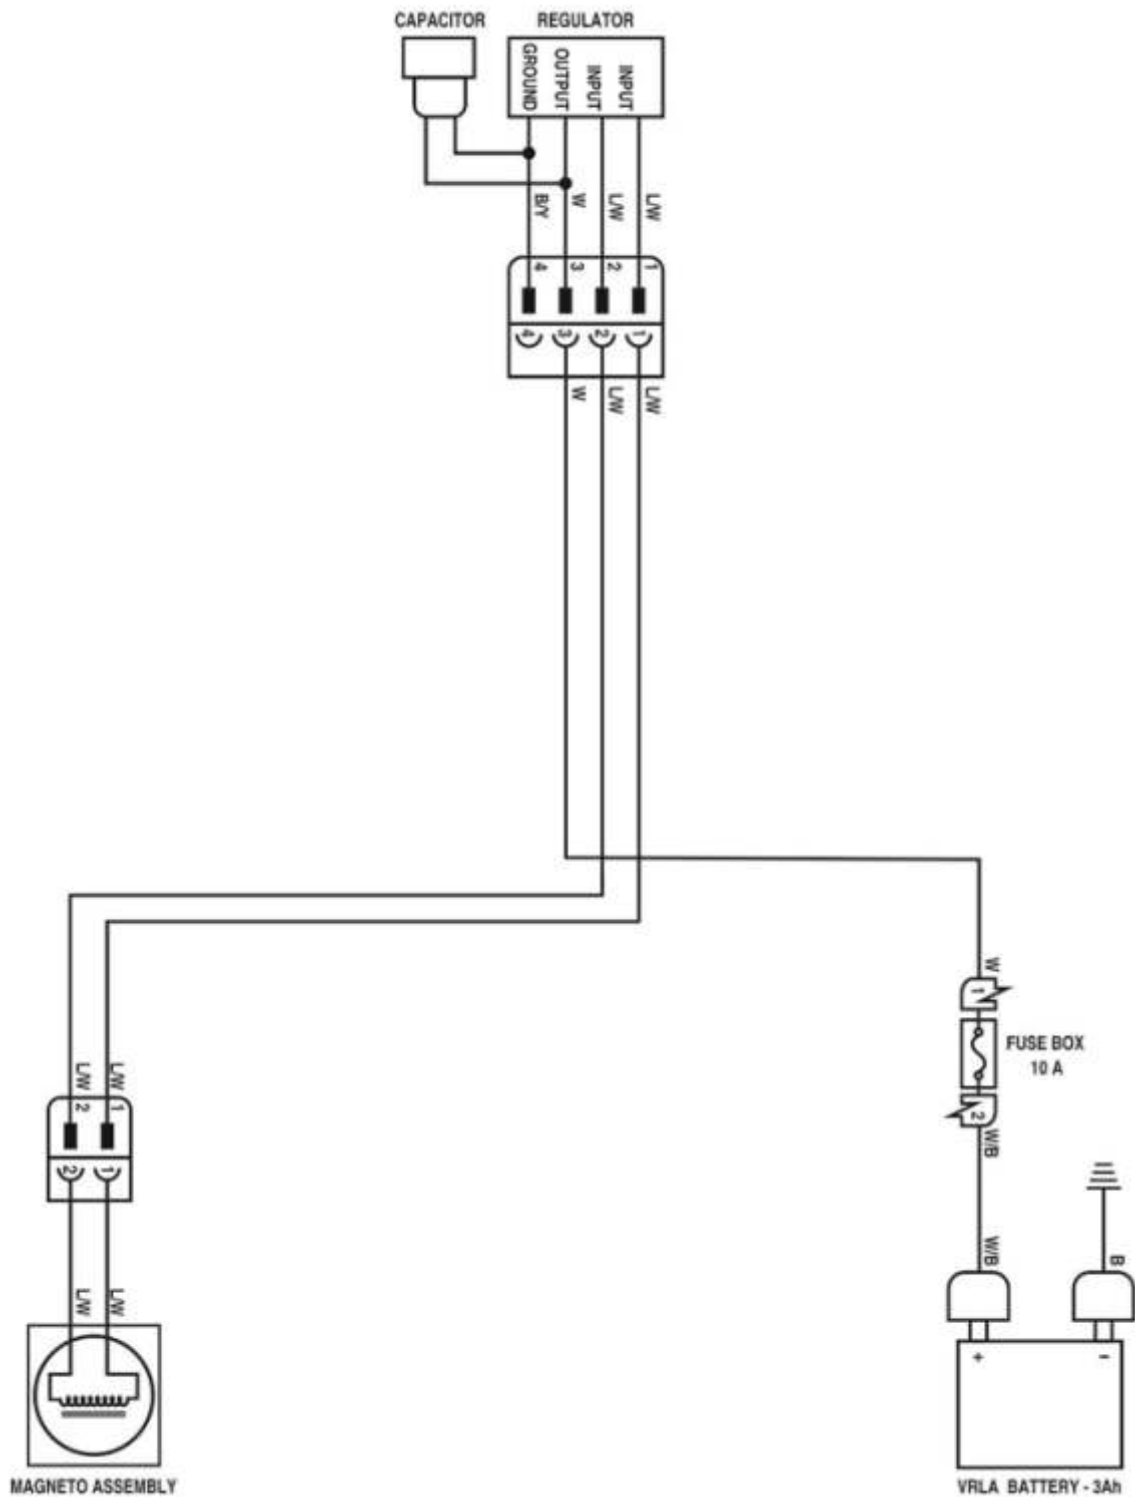 CAPACITOR REGULATOR
GROUND
OUTPUT
INPUT
INPUT
B/Y
W
L/W
L/W
4 3 2 1
4 3 2 1
W
L/W
L/W
W
1
FUSE BOX
10 A
2
W/B
L/W
L/W
2 1
2 1
W/B
B
L/W
L/W
+ −
MAGNETO ASSEMBLY
VRLA BATTERY - 3Ah